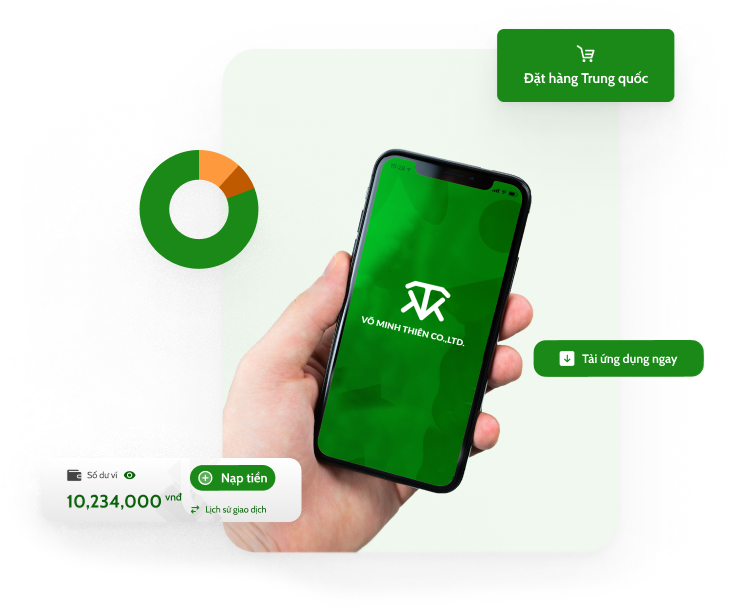 Đặt hàng Trung quốc
VÕ MINH THIÊN CO.,LTD.
Tải ứng dụng ngay
Số dư ví
Nạp tiền
10,234,000 vnđ
Lịch sử giao dịch